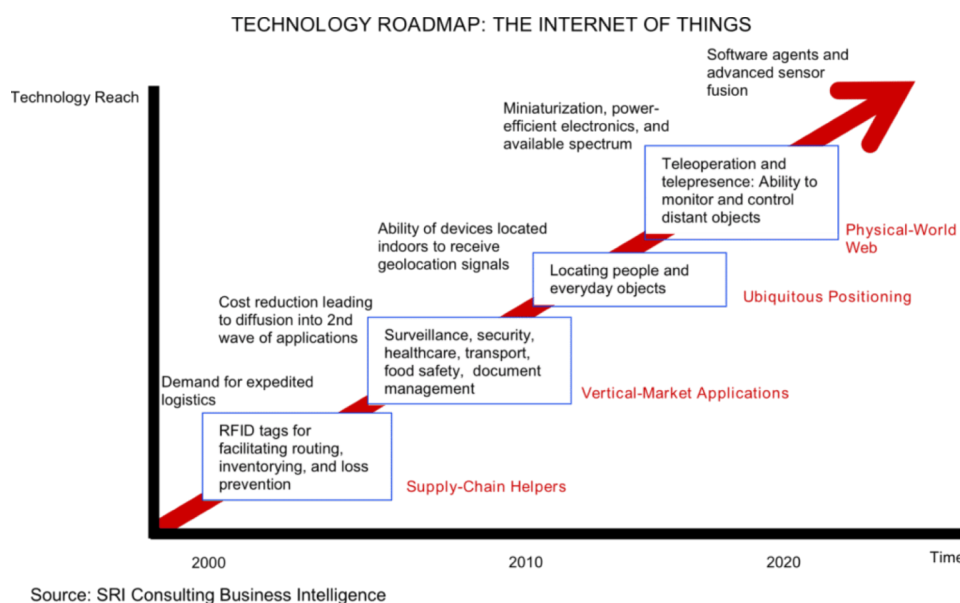 TECHNOLOGY ROADMAP: THE INTERNET OF THINGS
Software agents and
advanced sensor
fusion
Technology Reach
Miniaturization, power-
efficient electronics, and
available spectrum
Teleoperation and
telepresence: Ability to
monitor and control
distant objects
Physical-World
Web
Ability of devices located
indoors to receive
geolocation signals
Locating people and
everyday objects
Ubiquitous Positioning
Cost reduction leading
to diffusion into 2nd
wave of applications
Surveillance, security,
healthcare, transport,
food safety, document
management
Vertical-Market Applications
Demand for expedited
logistics
RFID tags for
facilitating routing,
inventorying, and loss
prevention
Supply-Chain Helpers
2000
2010
2020
Time
Source: SRI Consulting Business Intelligence